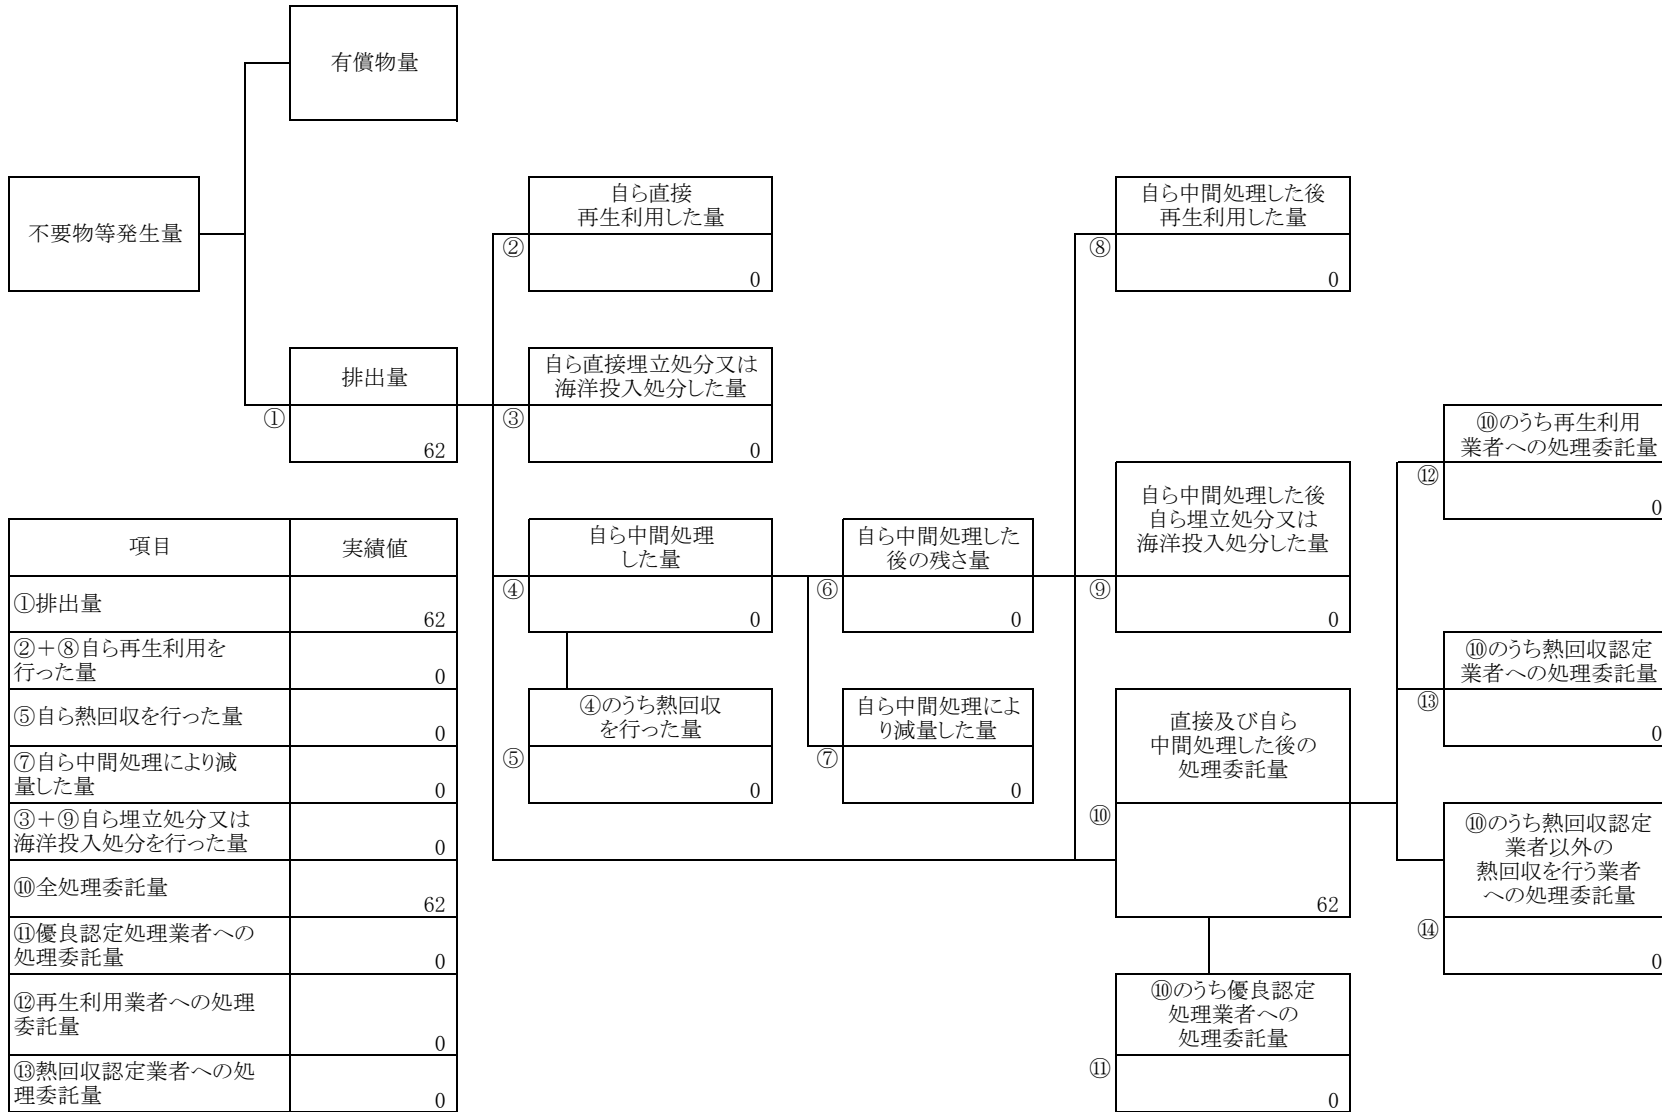 有償物量
不要物等発生量
自ら直接
再生利用した量
②
0
自ら中間処理した後
再生利用した量
⑧
0
排出量
①
62
自ら直接埋立処分又は
海洋投入処分した量
③
0
⑩のうち再生利用
業者への処理委託量
⑫
0
自ら中間処理した後
自ら埋立処分又は
海洋投入処分した量
⑨
0
自ら中間処理
した量
④
0
自ら中間処理した
後の残さ量
⑥
0
⑩のうち熱回収認定
業者への処理委託量
⑬
0
④のうち熱回収
を行った量
⑤
0
自ら中間処理によ
り減量した量
⑦
0
直接及び自ら
中間処理した後の
処理委託量
⑩
62
⑩のうち熱回収認定
業者以外の
熱回収を行う業者
への処理委託量
⑭
0
⑩のうち優良認定
処理業者への
処理委託量
⑪
0
項目 実績値
①排出量
62
②+⑧自ら再生利用を
行った量
0
⑤自ら熱回収を行った量
0
⑦自ら中間処理により減
量した量
0
③+⑨自ら埋立処分又は
海洋投入処分を行った量
0
⑩全処理委託量
62
⑪優良認定処理業者への
処理委託量
0
⑫再生利用業者への処理
委託量
0
⑬熱回収認定業者への処
理委託量
0